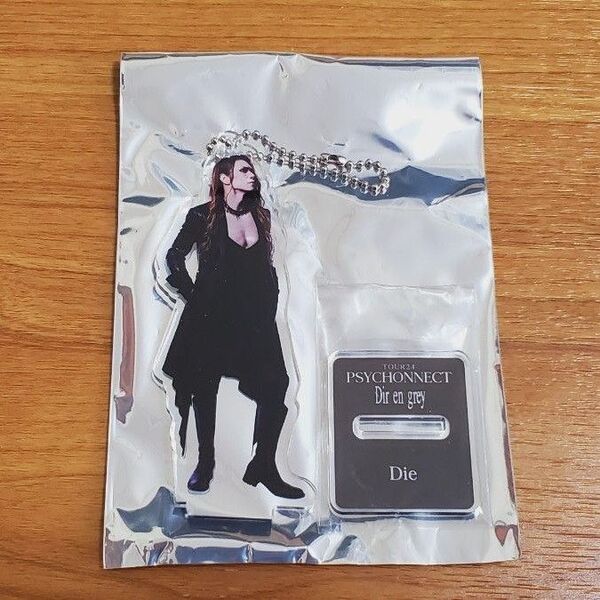 TOUR24
PSYCHONNECT
Dir en grey
Die